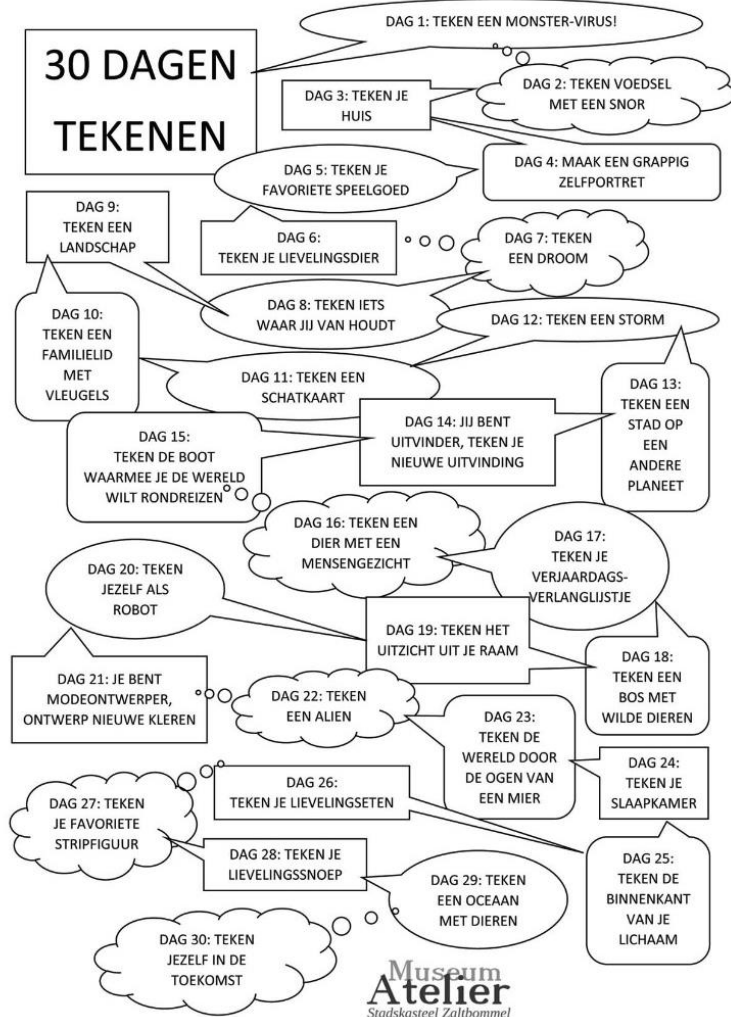 30 DAGEN
TEKENEN
DAG 1: TEKEN EEN MONSTER-VIRUS!
DAG 2: TEKEN VOEDSEL
MET EEN SNOR
DAG 3: TEKEN JE
HUIS
DAG 4: MAAK EEN GRAPPIG
ZELFPORTRET
DAG 5: TEKEN JE
FAVORIETE SPEELGOED
DAG 6:
TEKEN JE LIEVELINGSDIER
DAG 7: TEKEN
EEN DROOM
DAG 8: TEKEN IETS
WAAR JIJ VAN HOUDT
DAG 9:
TEKEN EEN
LANDSCHAP
DAG 10:
TEKEN EEN
FAMILIELID
MET
VLEUGELS
DAG 11: TEKEN EEN
SCHATKAART
DAG 12: TEKEN EEN STORM
DAG 13:
TEKEN EEN
STAD OP
EEN
ANDERE
PLANEET
DAG 14: JIJ BENT
UITVINDER, TEKEN JE
NIEUWE UITVINDING
DAG 15:
TEKEN DE BOOT
WAARMEE JE DE WERELD
WILT RONDREIZEN
DAG 16: TEKEN EEN
DIER MET EEN
MENSENGEZICHT
DAG 17:
TEKEN JE
VERJAARDAGS-
VERLANGLIJSTJE
DAG 18:
TEKEN EEN
BOS MET
WILDE DIEREN
DAG 19: TEKEN HET
UITZICHT UIT JE RAAM
DAG 20: TEKEN
JEZELF ALS
ROBOT
DAG 21: JE BENT
MODEONTWERPER,
ONTWERP NIEUWE KLEREN
DAG 22: TEKEN
EEN ALIEN
DAG 23:
TEKEN DE
WERELD DOOR
DE OGEN VAN
EEN MIER
DAG 24:
TEKEN JE
SLAAPKAMER
DAG 25:
TEKEN DE
BINNENKANT
VAN JE
LICHAAM
DAG 26:
TEKEN JE LIEVELINGSETEN
DAG 27: TEKEN
JE FAVORIETE
STRIPFIGUUR
DAG 28: TEKEN JE
LIEVELINGSSNOEP
DAG 29: TEKEN
EEN OCEAAN
MET DIEREN
DAG 30: TEKEN
JEZELF IN DE
TOEKOMST
Museum
Atelier
Stadskasteel Zaltbommel